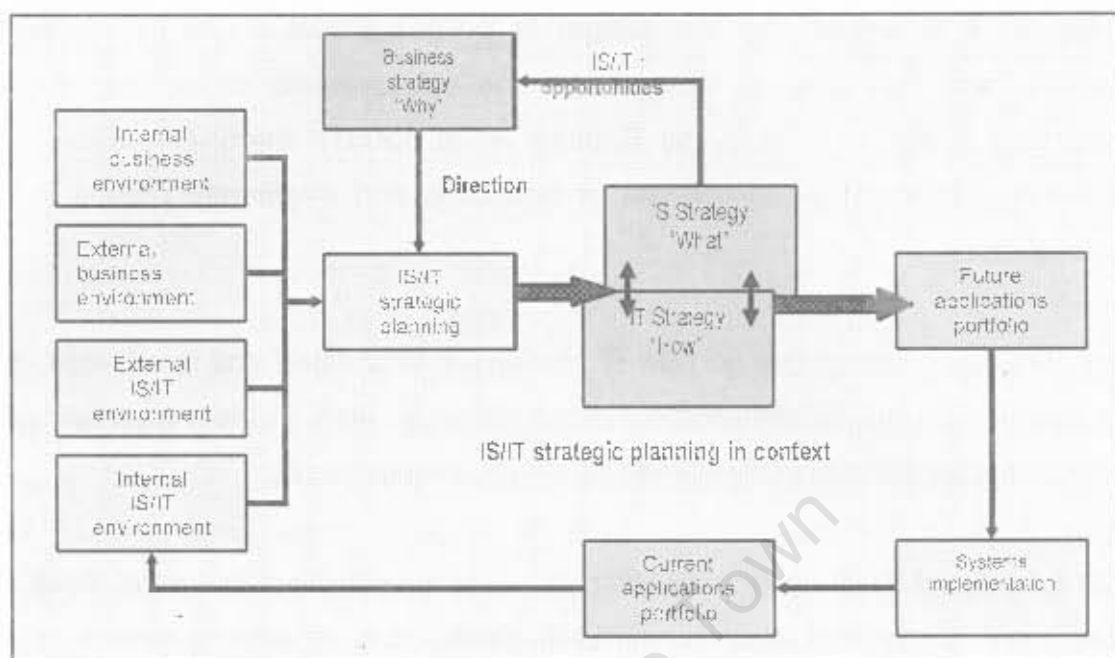 Business
strategy
"Why"
IS/IT
opportunities
Internal
business
environment
Direction
External
business
environment
IS/IT
strategic
planning
IS Strategy
"What"
IT Strategy
"How"
Future
applications
portfolio
External
IS/IT
environment
IS/IT strategic planning in context
Internal
IS/IT
environment
Current
applications
portfolio
Systems
implementation
Town